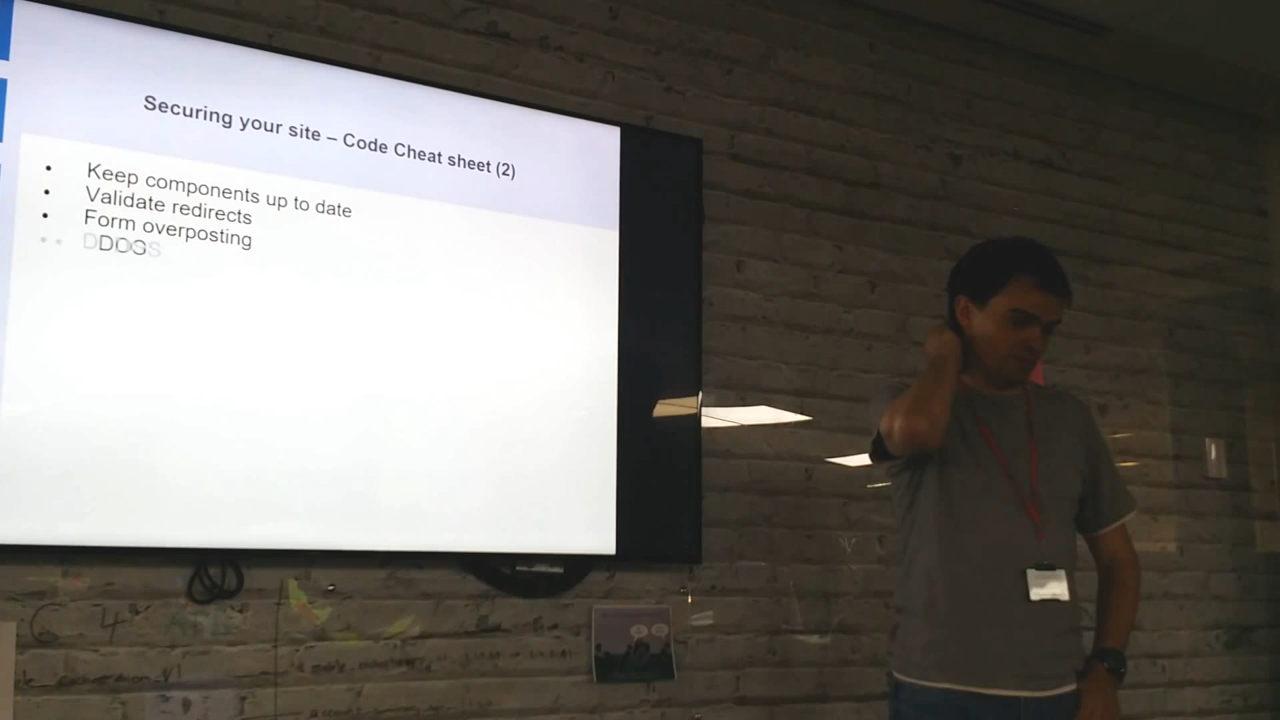 Securing your site – Code Cheat sheet (2)
• Keep components up to date
• Validate redirects
• Form overposting
• DDOS